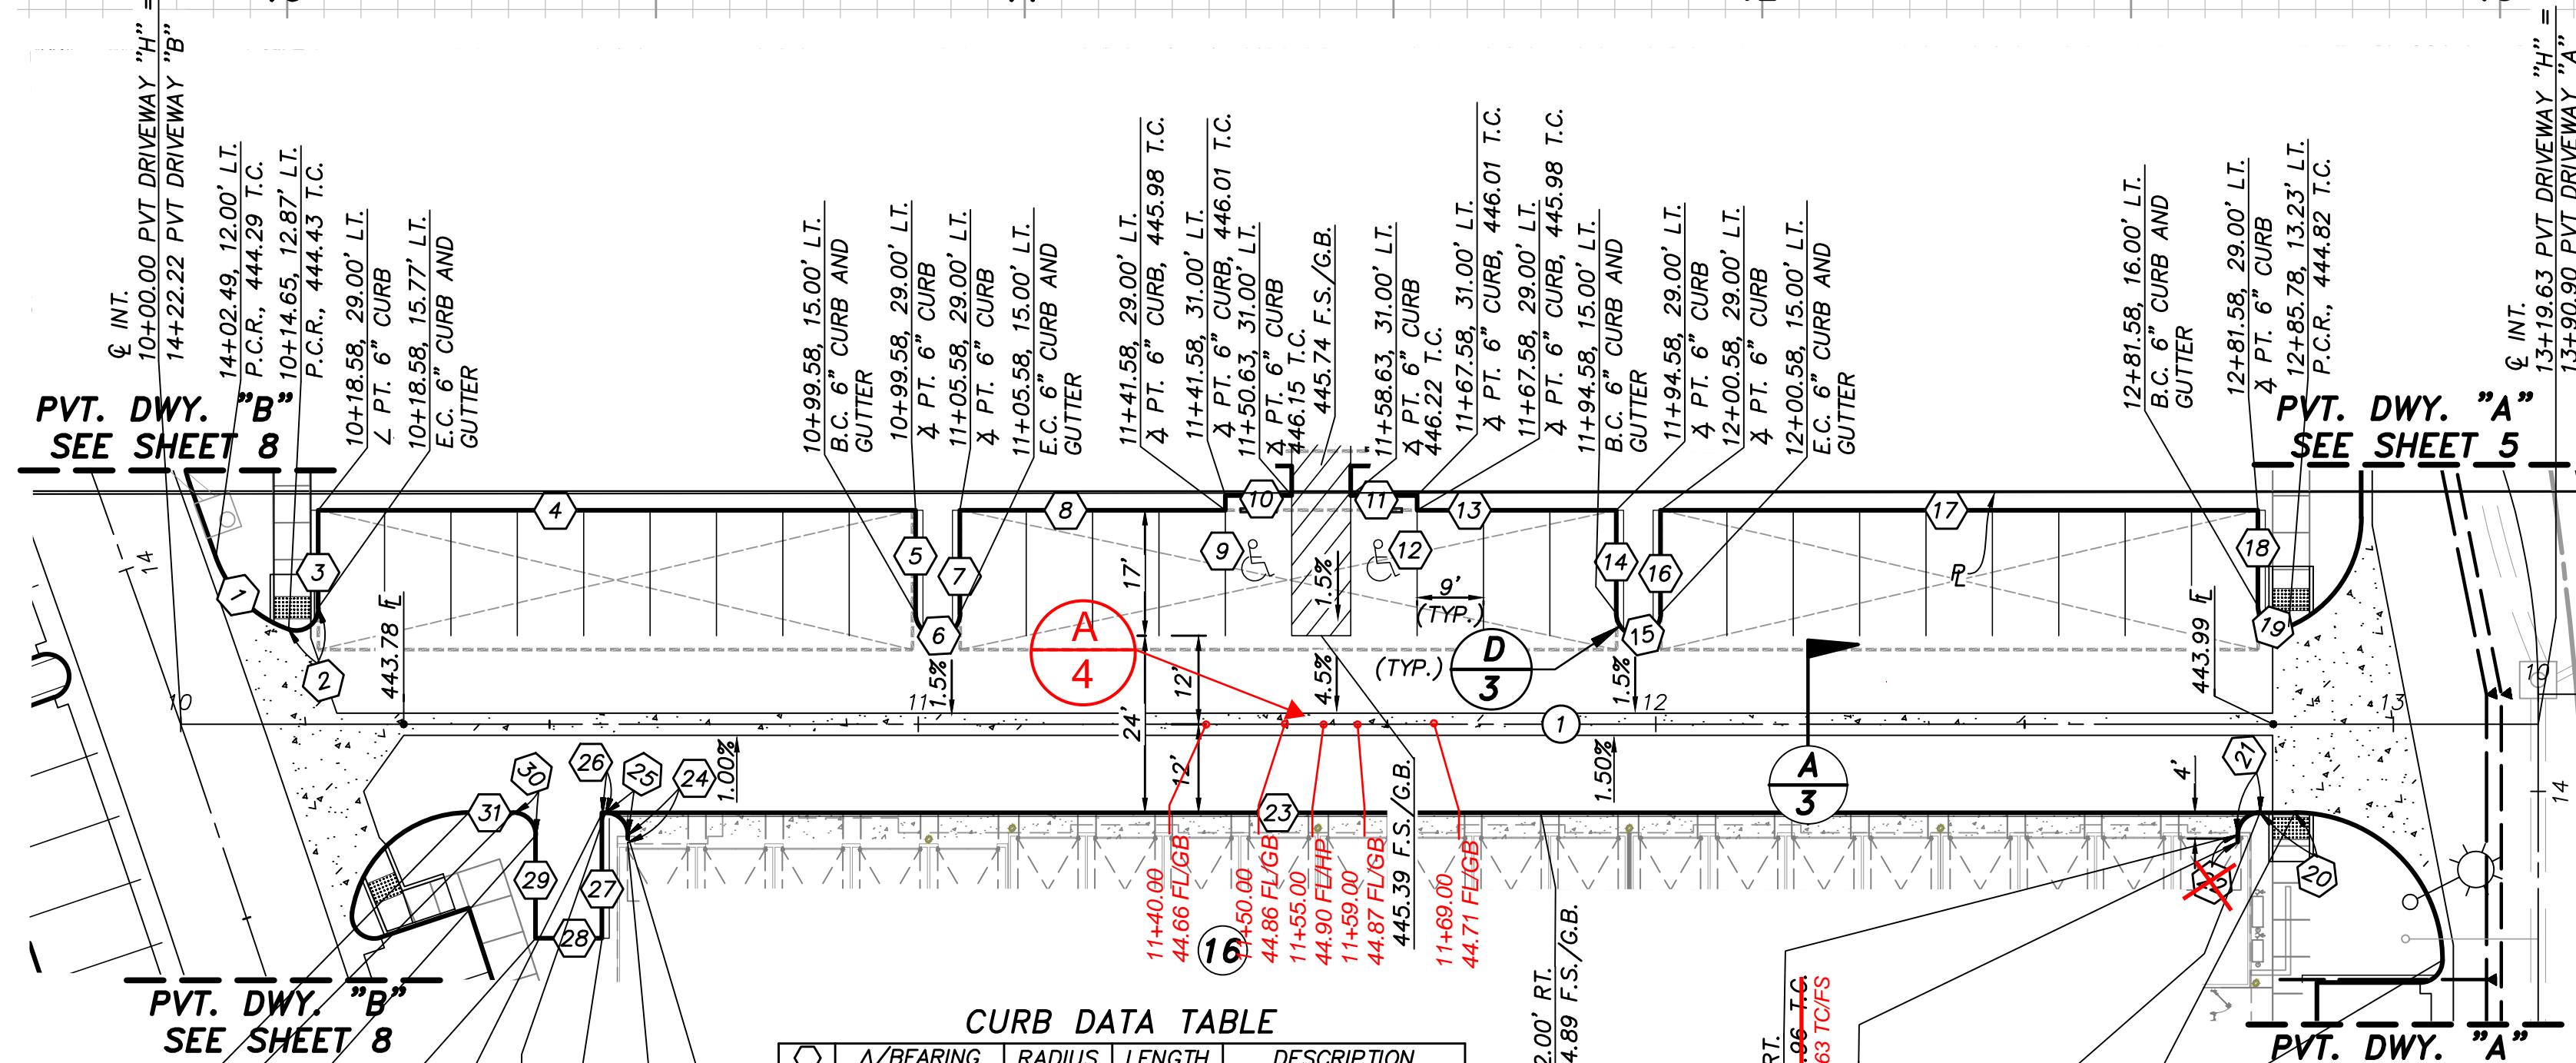 ℄ INT.
10+00.00 PVT DRIVEWAY "H" =
14+22.22 PVT DRIVEWAY "B"
14+02.49, 12.00' LT.
P.C.R., 444.29 T.C.
10+14.65, 12.87' LT.
P.C.R., 444.43 T.C.
10+18.58, 29.00' LT.
∠ PT. 6" CURB
10+18.58, 15.77' LT.
E.C. 6" CURB AND
GUTTER
10+99.58, 15.00' LT.
B.C. 6" CURB AND
GUTTER
10+99.58, 29.00' LT.
∡ PT. 6" CURB
11+05.58, 29.00' LT.
∡ PT. 6" CURB
11+05.58, 15.00' LT.
E.C. 6" CURB AND
GUTTER
11+41.58, 29.00' LT.
∡ PT. 6" CURB, 445.98 T.C.
11+41.58, 31.00' LT.
∡ PT. 6" CURB, 446.01 T.C.
11+50.63, 31.00' LT.
∡ PT. 6" CURB
446.15 T.C.
445.74 F.S./G.B.
11+58.63, 31.00' LT.
∡ PT. 6" CURB
446.22 T.C.
11+67.58, 31.00' LT.
∡ PT. 6" CURB, 446.01 T.C.
11+67.58, 29.00' LT.
∡ PT. 6" CURB, 445.98 T.C.
11+94.58, 15.00' LT.
B.C. 6" CURB AND
GUTTER
11+94.58, 29.00' LT.
∡ PT. 6" CURB
12+00.58, 29.00' LT.
∡ PT. 6" CURB
12+00.58, 15.00' LT.
E.C. 6" CURB AND
GUTTER
12+81.58, 16.00' LT.
B.C. 6" CURB AND
GUTTER
12+81.58, 29.00' LT.
∡ PT. 6" CURB
12+85.78, 13.23' LT.
P.C.R., 444.82 T.C.
℄ INT.
13+19.63 PVT DRIVEWAY "H" =
13+90.90 PVT DRIVEWAY "A"
PVT. DWY. "B"
SEE SHEET 8
PVT. DWY. "A"
SEE SHEET 5
4
8
10
11
13
17
1
3
5
7
9
12
14
16
18
2
6
15
19
14
17'
1.5%
9'
(TYP.)
℄
443.78 FL
443.99 FL
A
4
(TYP.)
D
3
1.5%
12'
4.5%
1.5%
10
11
12
13
10
24'
1
1.00%
12'
1.50%
A
3
4'
14
30
26
25
24
31
23
21
29
27
28
20
11+40.00
44.66 FL/GB
16
11+50.00
44.86 FL/GB
11+55.00
44.90 FL/HP
11+59.00
44.87 FL/GB
445.39 F.S./G.B.
11+69.00
44.71 FL/GB
2.00' RT.
4.89 F.S./G.B.
RT.
.96 T.C.
63 TC/FS
PVT. DWY. "B"
SEE SHEET 8
PVT. DWY. "A"
CURB DATA TABLE
Δ/BEARING
RADIUS
LENGTH
DESCRIPTION